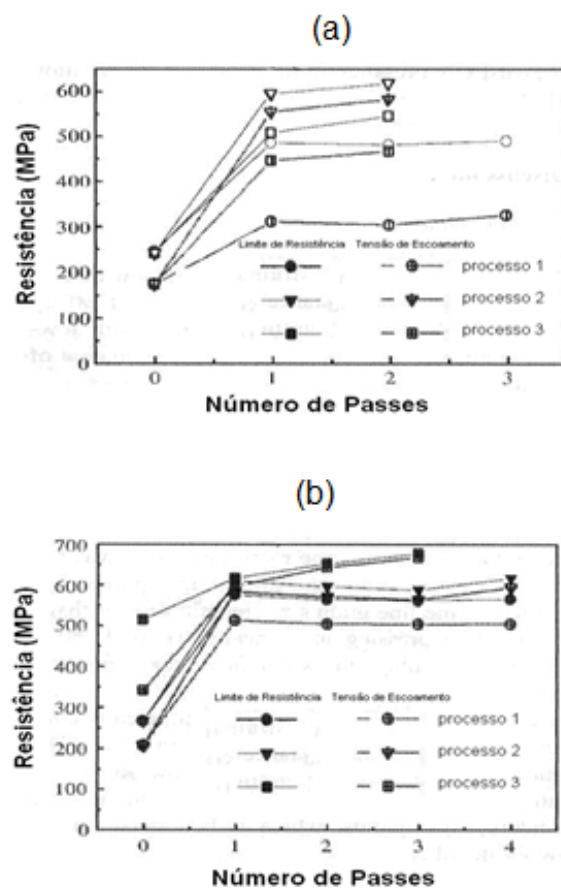 (a)
Resistência (MPa)
600
500
400
300
200
100
0
Limite de Resistência Tensão de Escoamento
processo 1
processo 2
processo 3
0 1 2 3
Número de Passes
(b)
Resistência (MPa)
700
600
500
400
300
200
100
0
Limite de Resistência Tensão de Escoamento
processo 1
processo 2
processo 3
0 1 2 3 4
Número de Passes